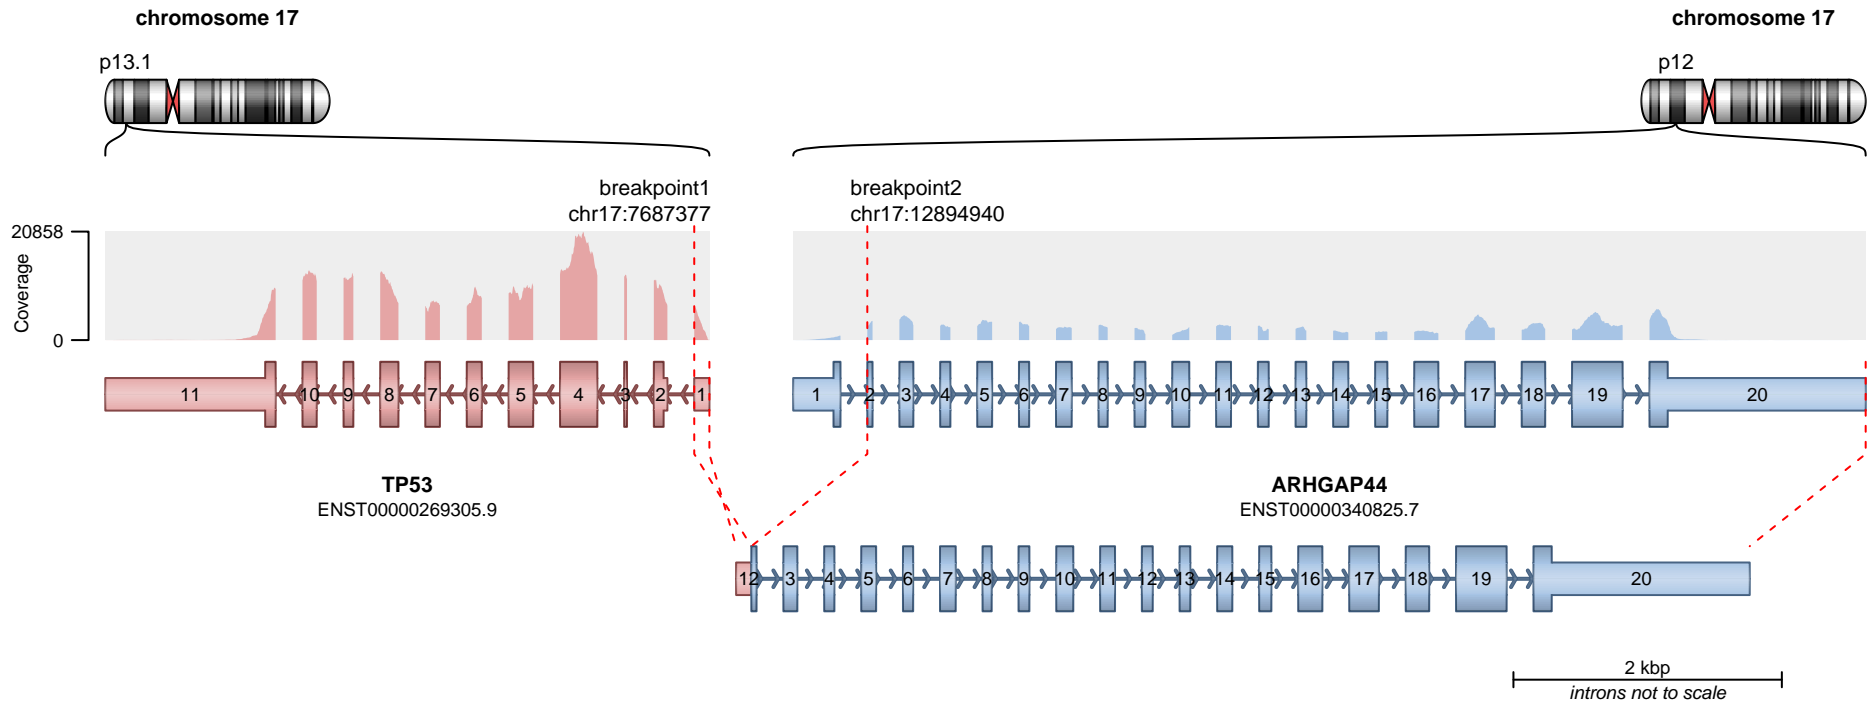 chromosome 17
chromosome 17
p13.1
p12
breakpoint1
chr17:7687377
breakpoint2
chr17:12894940
20858
Coverage
0
11 10 9 8 7 6 5 4 3 2 1
1 2 3 4 5 6 7 8 9 10 11 12 13 14 15 16 17 18 19 20
TP53
ENST00000269305.9
ARHGAP44
ENST00000340825.7
1 2 3 4 5 6 7 8 9 10 11 12 13 14 15 16 17 18 19 20
2 kbp
introns not to scale